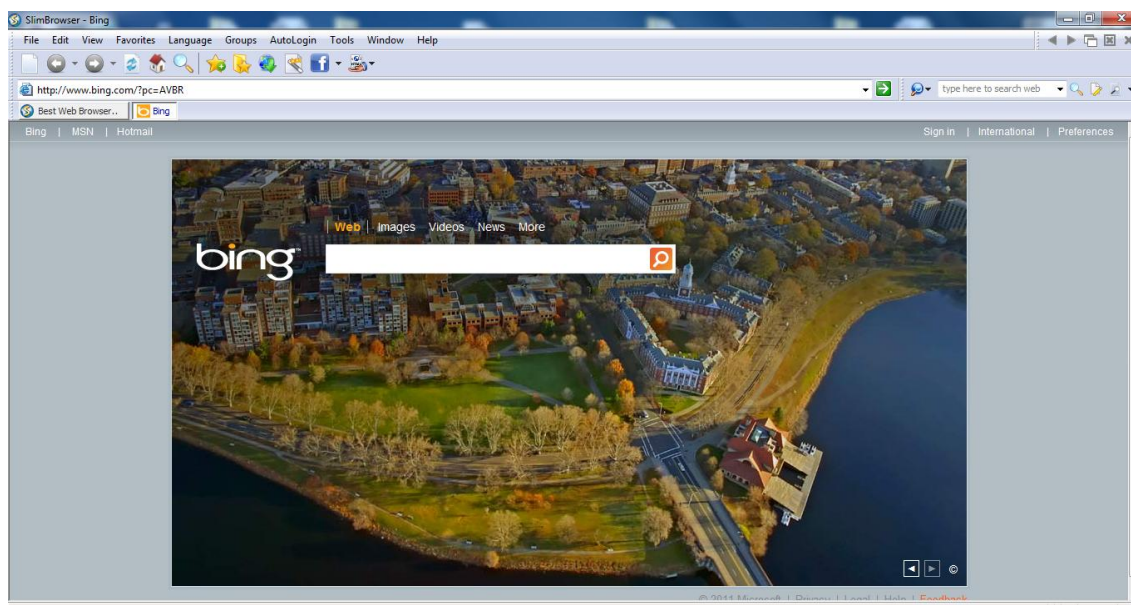 SlimBrowser - Bing
File Edit View Favorites Language Groups AutoLogin Tools Window Help
http://www.bing.com/?pc=AVBR
type here to search web
Best Web Browser..
Bing
Bing | MSN | Hotmail
Sign in | International | Preferences
Web | Images Videos News More
bing™
© 
© 2011 Microsoft | Privacy | Legal | Help | Feedback